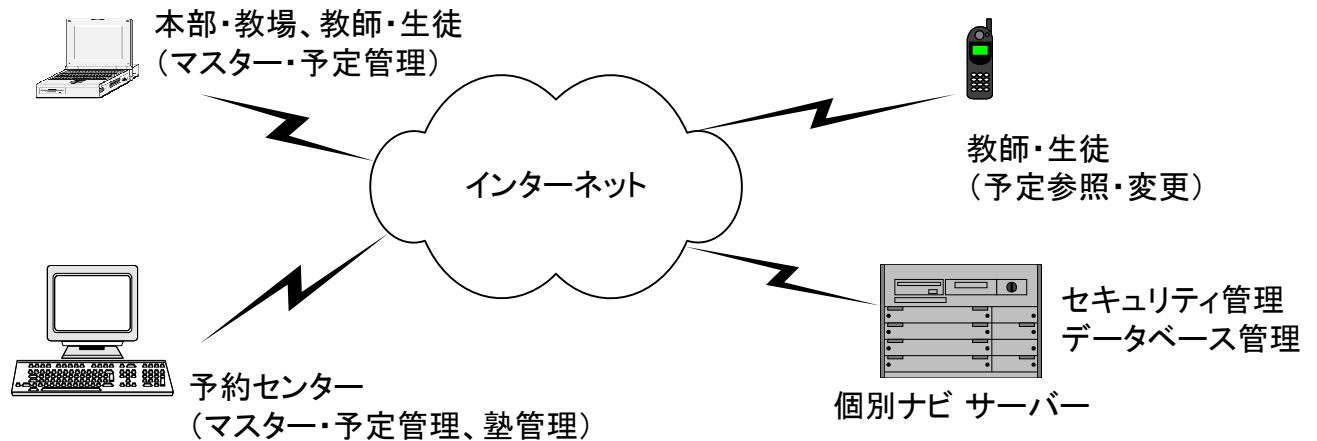 本部・教場、教師・生徒
（マスター・予定管理）
教師・生徒
（予定参照・変更）
インターネット
セキュリティ管理
データベース管理
個別ナビ サーバー
予約センター
（マスター・予定管理、塾管理）